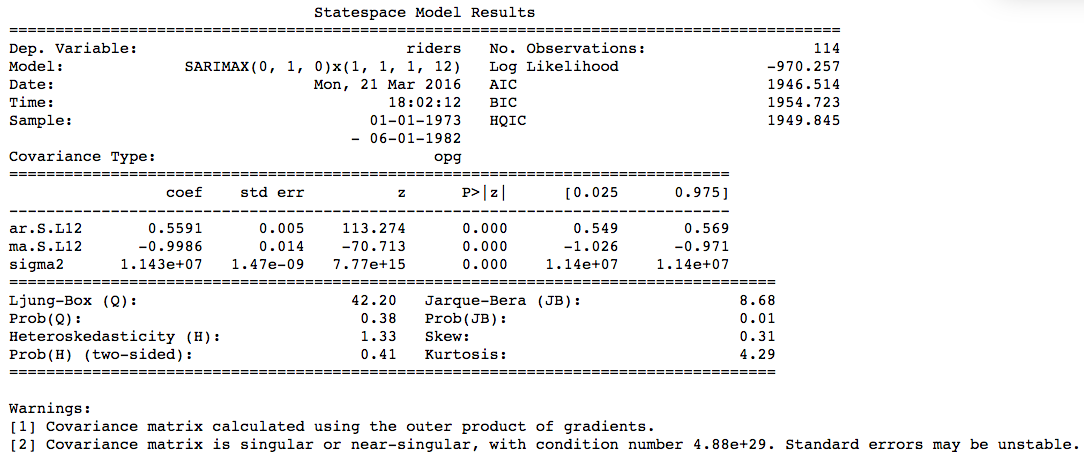 Statespace Model Results
==========================================================================================
Dep. Variable: riders No. Observations: 114
Model: SARIMAX(0, 1, 0)x(1, 1, 1, 12) Log Likelihood -970.257
Date: Mon, 21 Mar 2016 AIC 1946.514
Time: 18:02:12 BIC 1954.723
Sample: 01-01-1973 HQIC 1949.845
- 06-01-1982
Covariance Type: opg
==============================================================================
coef std err z P>|z| [0.025 0.975]
------------------------------------------------------------------------------
ar.S.L12 0.5591 0.005 113.274 0.000 0.549 0.569
ma.S.L12 -0.9986 0.014 -70.713 0.000 -1.026 -0.971
sigma2 1.143e+07 1.47e-09 7.77e+15 0.000 1.14e+07 1.14e+07
===================================================================================
Ljung-Box (Q): 42.20 Jarque-Bera (JB): 8.68
Prob(Q): 0.38 Prob(JB): 0.01
Heteroskedasticity (H): 1.33 Skew: 0.31
Prob(H) (two-sided): 0.41 Kurtosis: 4.29
===================================================================================
Warnings:
[1] Covariance matrix calculated using the outer product of gradients.
[2] Covariance matrix is singular or near-singular, with condition number 4.88e+29. Standard errors may be unstable.